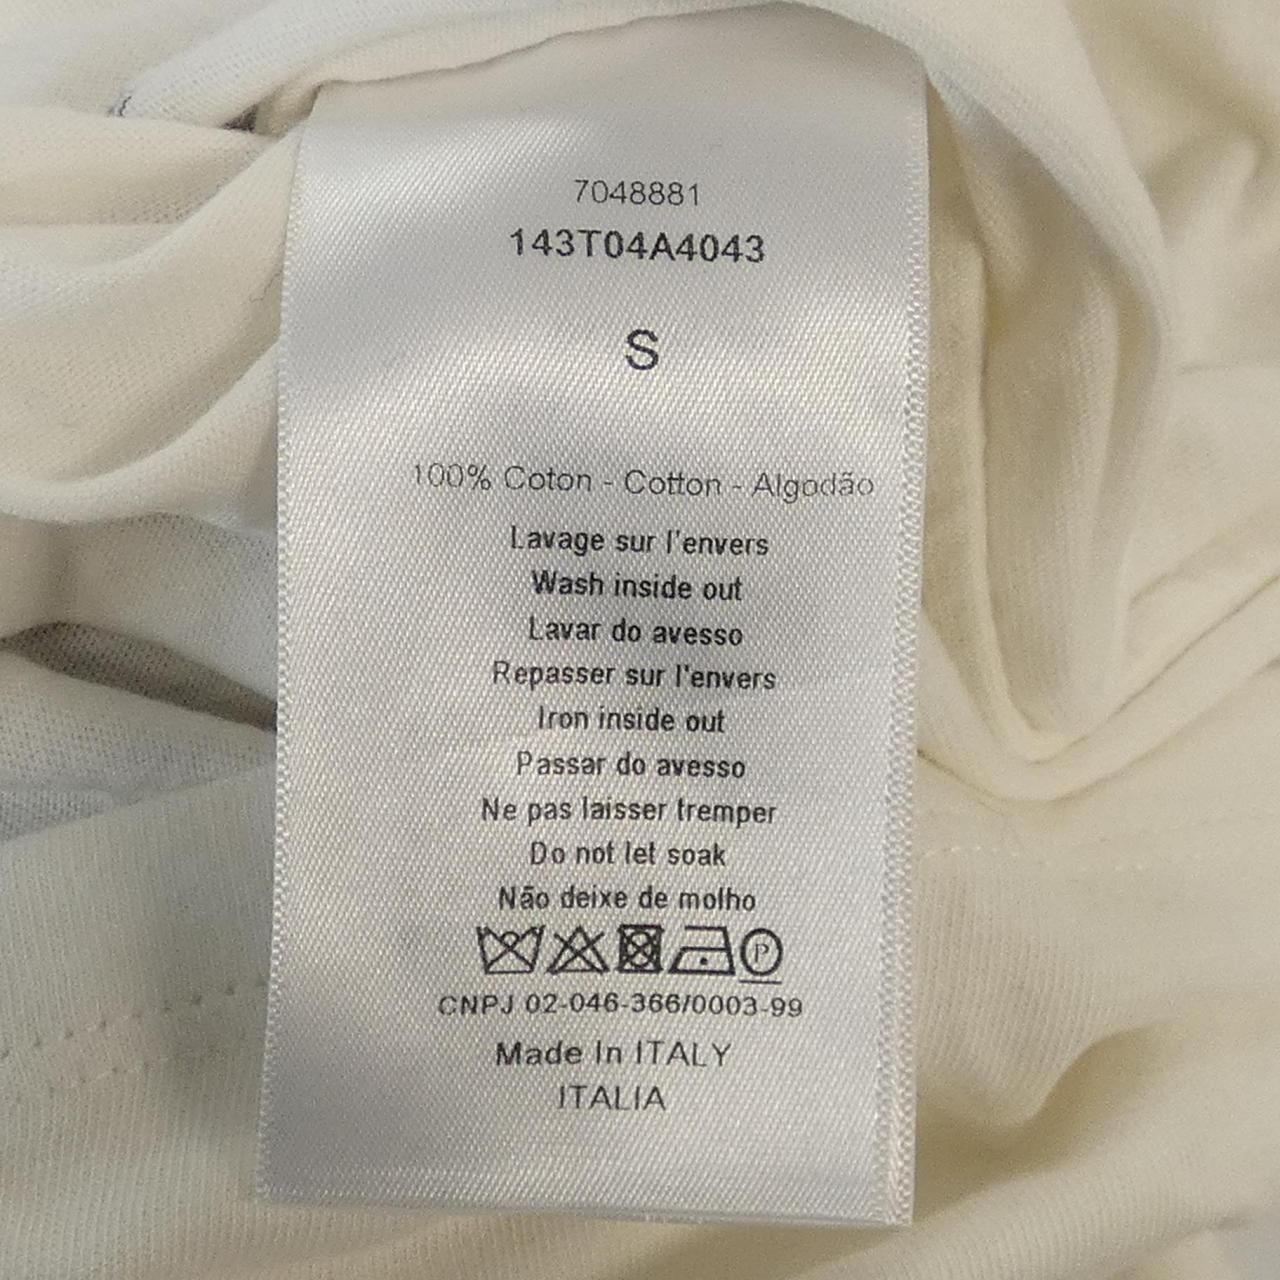 7048881
143T04A4043
S
100% Coton - Cotton - Algodão
Lavage sur l'envers
Wash inside out
Lavar do avesso
Repasser sur l'envers
Iron inside out
Passar do avesso
Ne pas laisser tremper
Do not let soak
Não deixe de molho
P
CNPJ 02-046-366/0003-99
Made In ITALY
ITALIA